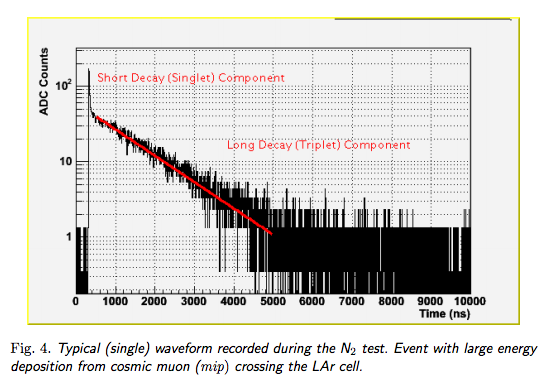 ADC Counts
Short Decay (Singlet) Component
Long Decay (Triplet) Component
10²
10
1
0 1000 2000 3000 4000 5000 6000 7000 8000 9000 10000
Time (ns)
Fig. 4. Typical (single) waveform recorded during the N₂ test. Event with large energy
deposition from cosmic muon (mip) crossing the LAr cell.